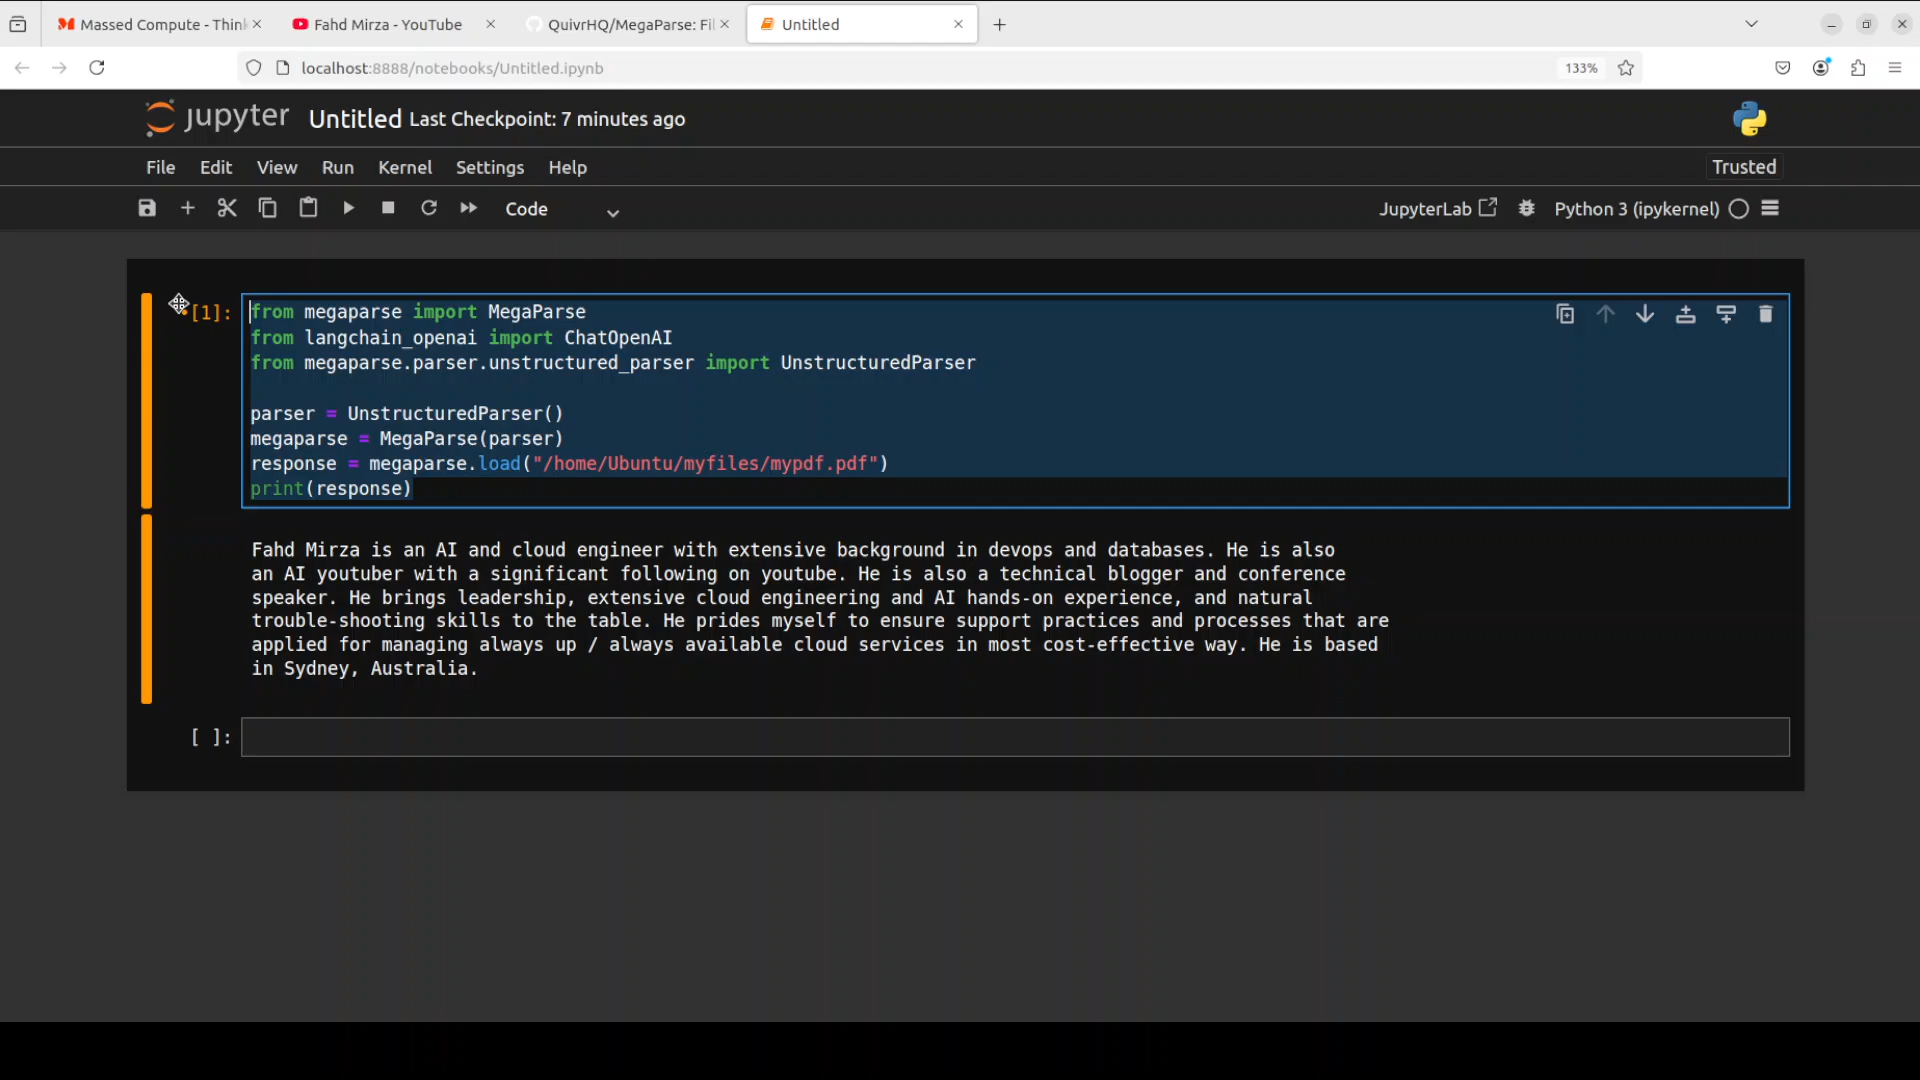 Massed Compute - Think
Fahd Mirza - YouTube
QuivrHQ/MegaParse: Fil
Untitled
localhost:8888/notebooks/Untitled.ipynb
133%
jupyter Untitled Last Checkpoint: 7 minutes ago
File Edit View Run Kernel Settings Help
Trusted
Code
JupyterLab
Python 3 (ipykernel)
[1]:
from megaparse import MegaParse
from langchain_openai import ChatOpenAI
from megaparse.parser.unstructured_parser import UnstructuredParser
parser = UnstructuredParser()
megaparse = MegaParse(parser)
response = megaparse.load("/home/Ubuntu/myfiles/mypdf.pdf")
print(response)
Fahd Mirza is an AI and cloud engineer with extensive background in devops and databases. He is also
an AI youtuber with a significant following on youtube. He is also a technical blogger and conference
speaker. He brings leadership, extensive cloud engineering and AI hands-on experience, and natural
trouble-shooting skills to the table. He prides myself to ensure support practices and processes that are
applied for managing always up / always available cloud services in most cost-effective way. He is based
in Sydney, Australia.
[ ]: